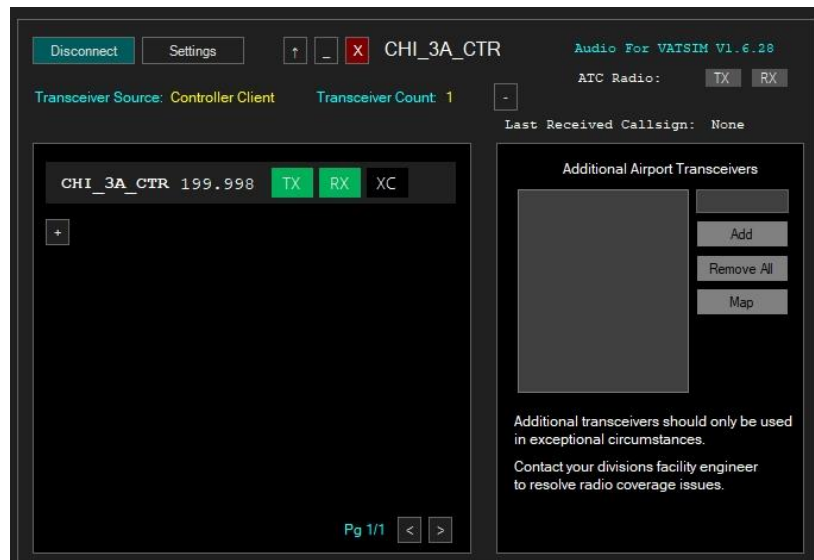 Disconnect Settings ↑ _ X CHI_3A_CTR Audio For VATSIM V1.6.28
ATC Radio: TX RX
Transceiver Source: Controller Client Transceiver Count: 1 -
Last Received Callsign: None
CHI_3A_CTR 199.998 TX RX XC
+
Pg 1/1 < >
Additional Airport Transceivers
Add
Remove All
Map
Additional transceivers should only be used
in exceptional circumstances.
Contact your divisions facility engineer
to resolve radio coverage issues.